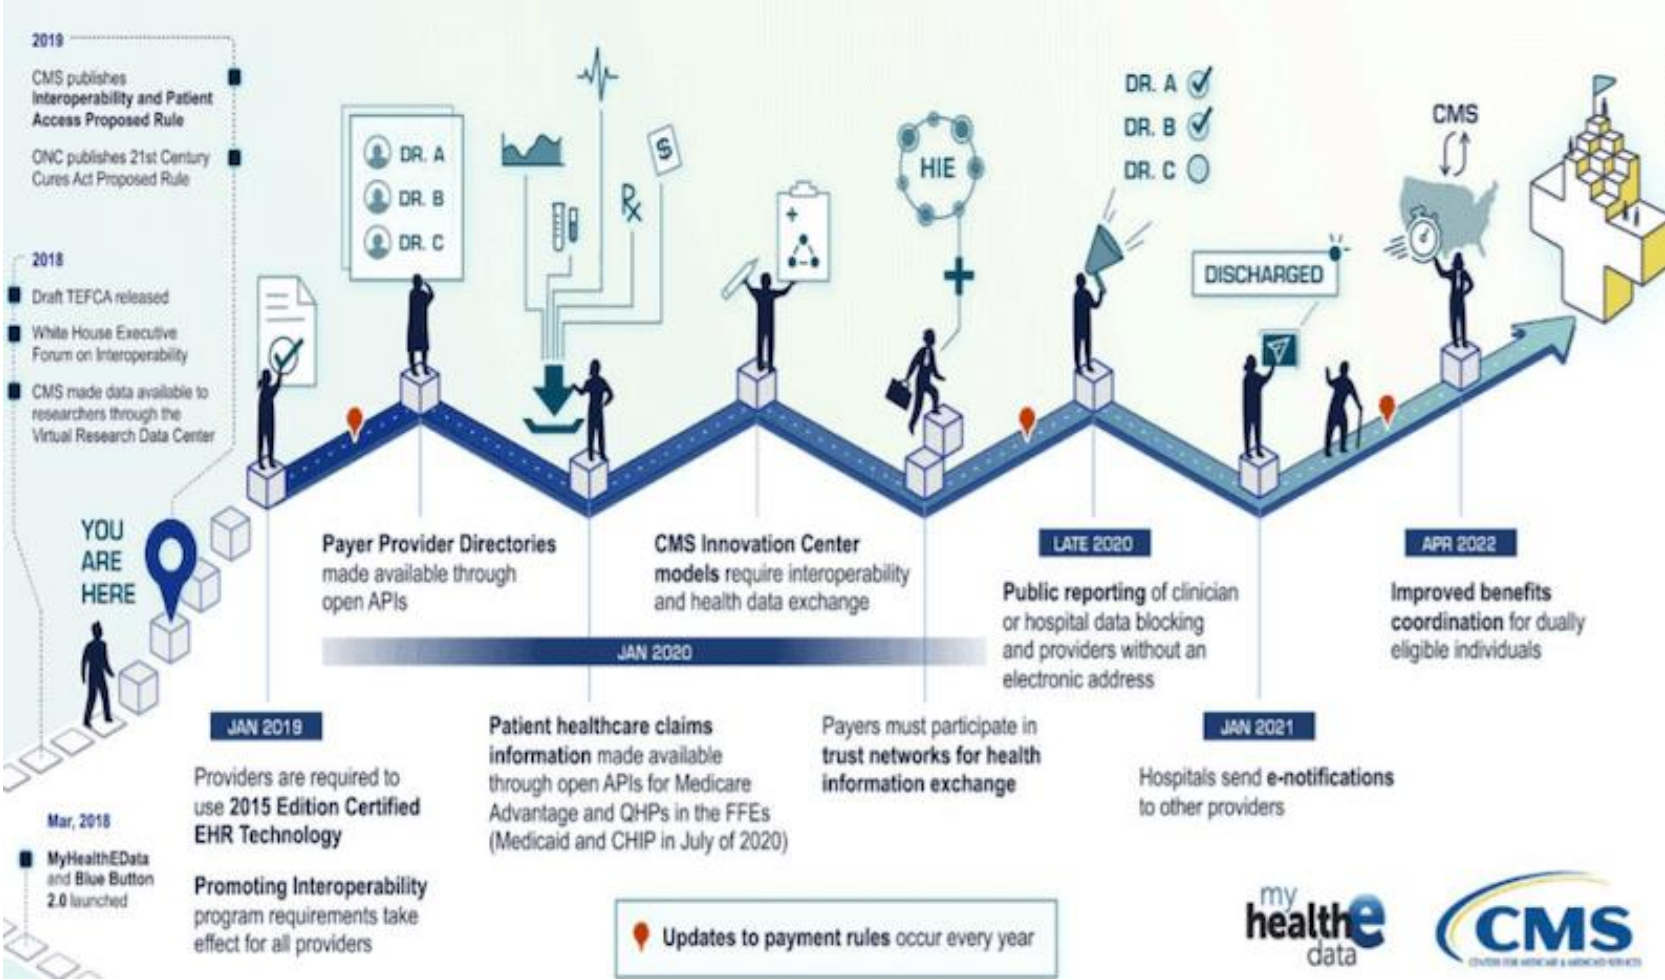 2019
CMS publishes
Interoperability and Patient
Access Proposed Rule
ONC publishes 21st Century
Cures Act Proposed Rule
2018
Draft TEFCA released
White House Executive
Forum on Interoperability
CMS made data available to
researchers through the
Virtual Research Data Center
YOU
ARE
HERE
Mar, 2018
MyHealthEData
and Blue Button
2.0 launched
DR. A
DR. B
DR. C
$
Rx
HIE
DR. A
DR. B
DR. C
DISCHARGED
CMS
JAN 2019
Providers are required to
use 2015 Edition Certified
EHR Technology
Promoting Interoperability
program requirements take
effect for all providers
Payer Provider Directories
made available through
open APIs
CMS Innovation Center
models require interoperability
and health data exchange
JAN 2020
Patient healthcare claims
information made available
through open APIs for Medicare
Advantage and QHPs in the FFEs
(Medicaid and CHIP in July of 2020)
Payers must participate in
trust networks for health
information exchange
LATE 2020
Public reporting of clinician
or hospital data blocking
and providers without an
electronic address
JAN 2021
Hospitals send e-notifications
to other providers
APR 2022
Improved benefits
coordination for dually
eligible individuals
Updates to payment rules occur every year
my
healthe
data
CMS
CENTERS FOR MEDICARE & MEDICAID SERVICES